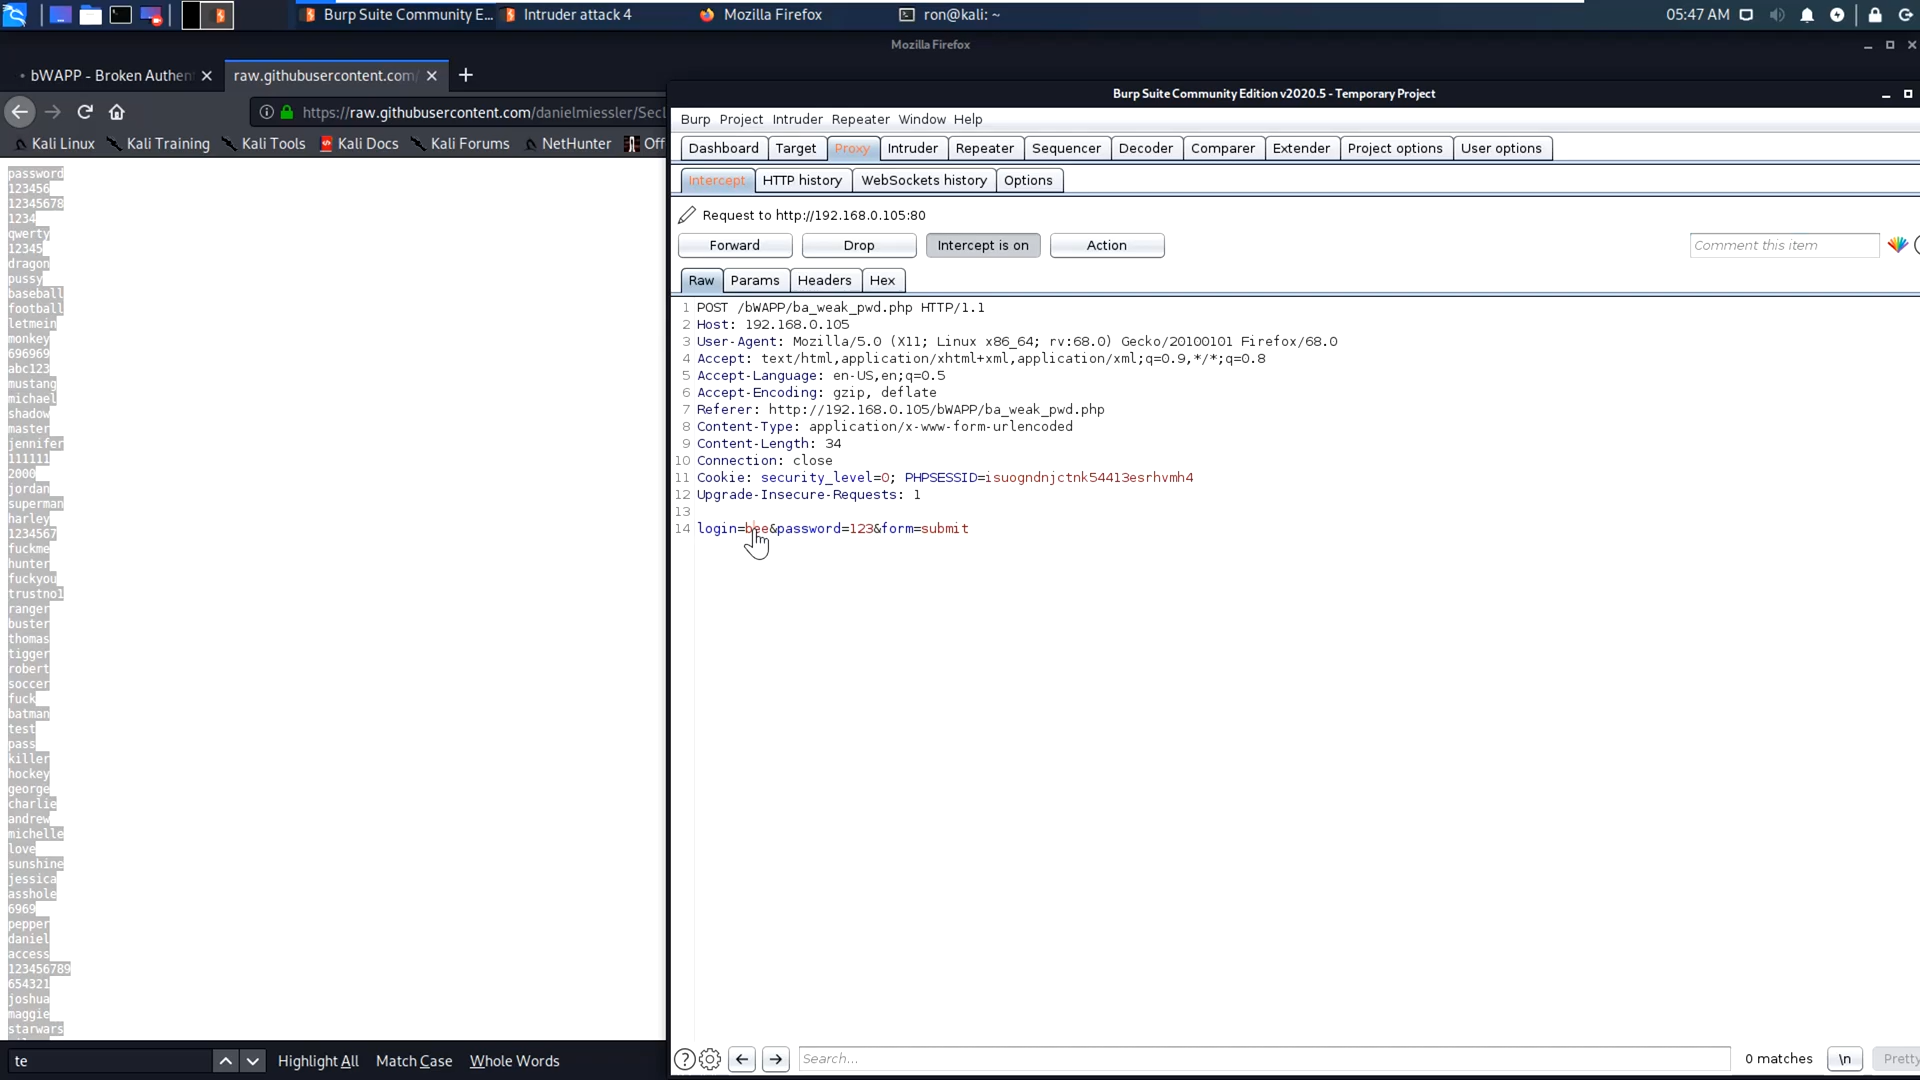 Burp Suite Community E...
Intruder attack 4
Mozilla Firefox
ron@kali: ~
05:47 AM
Mozilla Firefox
bWAPP - Broken Authen
raw.githubusercontent.com/
https://raw.githubusercontent.com/danielmiessler/SecL
Kali Linux
Kali Training
Kali Tools
Kali Docs
Kali Forums
NetHunter
Off
password
123456
12345678
1234
qwerty
12345
dragon
pussy
baseball
football
letmein
monkey
696969
abc123
mustang
michael
shadow
master
jennifer
111111
2000
jordan
superman
harley
1234567
fuckme
hunter
fuckyou
trustno1
ranger
buster
thomas
tigger
robert
soccer
fuck
batman
test
pass
killer
hockey
george
charlie
andrew
michelle
love
sunshine
jessica
asshole
6969
pepper
daniel
access
123456789
654321
joshua
maggie
starwars
te
Highlight All
Match Case
Whole Words
Burp Suite Community Edition v2020.5 - Temporary Project
Burp Project Intruder Repeater Window Help
Dashboard Target Proxy Intruder Repeater Sequencer Decoder Comparer Extender Project options User options
Intercept HTTP history WebSockets history Options
Request to http://192.168.0.105:80
Forward Drop Intercept is on Action Comment this item
Raw Params Headers Hex
1 POST /bWAPP/ba_weak_pwd.php HTTP/1.1
2 Host: 192.168.0.105
3 User-Agent: Mozilla/5.0 (X11; Linux x86_64; rv:68.0) Gecko/20100101 Firefox/68.0
4 Accept: text/html,application/xhtml+xml,application/xml;q=0.9,*/*;q=0.8
5 Accept-Language: en-US,en;q=0.5
6 Accept-Encoding: gzip, deflate
7 Referer: http://192.168.0.105/bWAPP/ba_weak_pwd.php
8 Content-Type: application/x-www-form-urlencoded
9 Content-Length: 34
10 Connection: close
11 Cookie: security_level=0; PHPSESSID=isuogndnjctnk54413esrhvmh4
12 Upgrade-Insecure-Requests: 1
13
14 login=bee&password=123&form=submit
Search...
0 matches
\n
Pretty